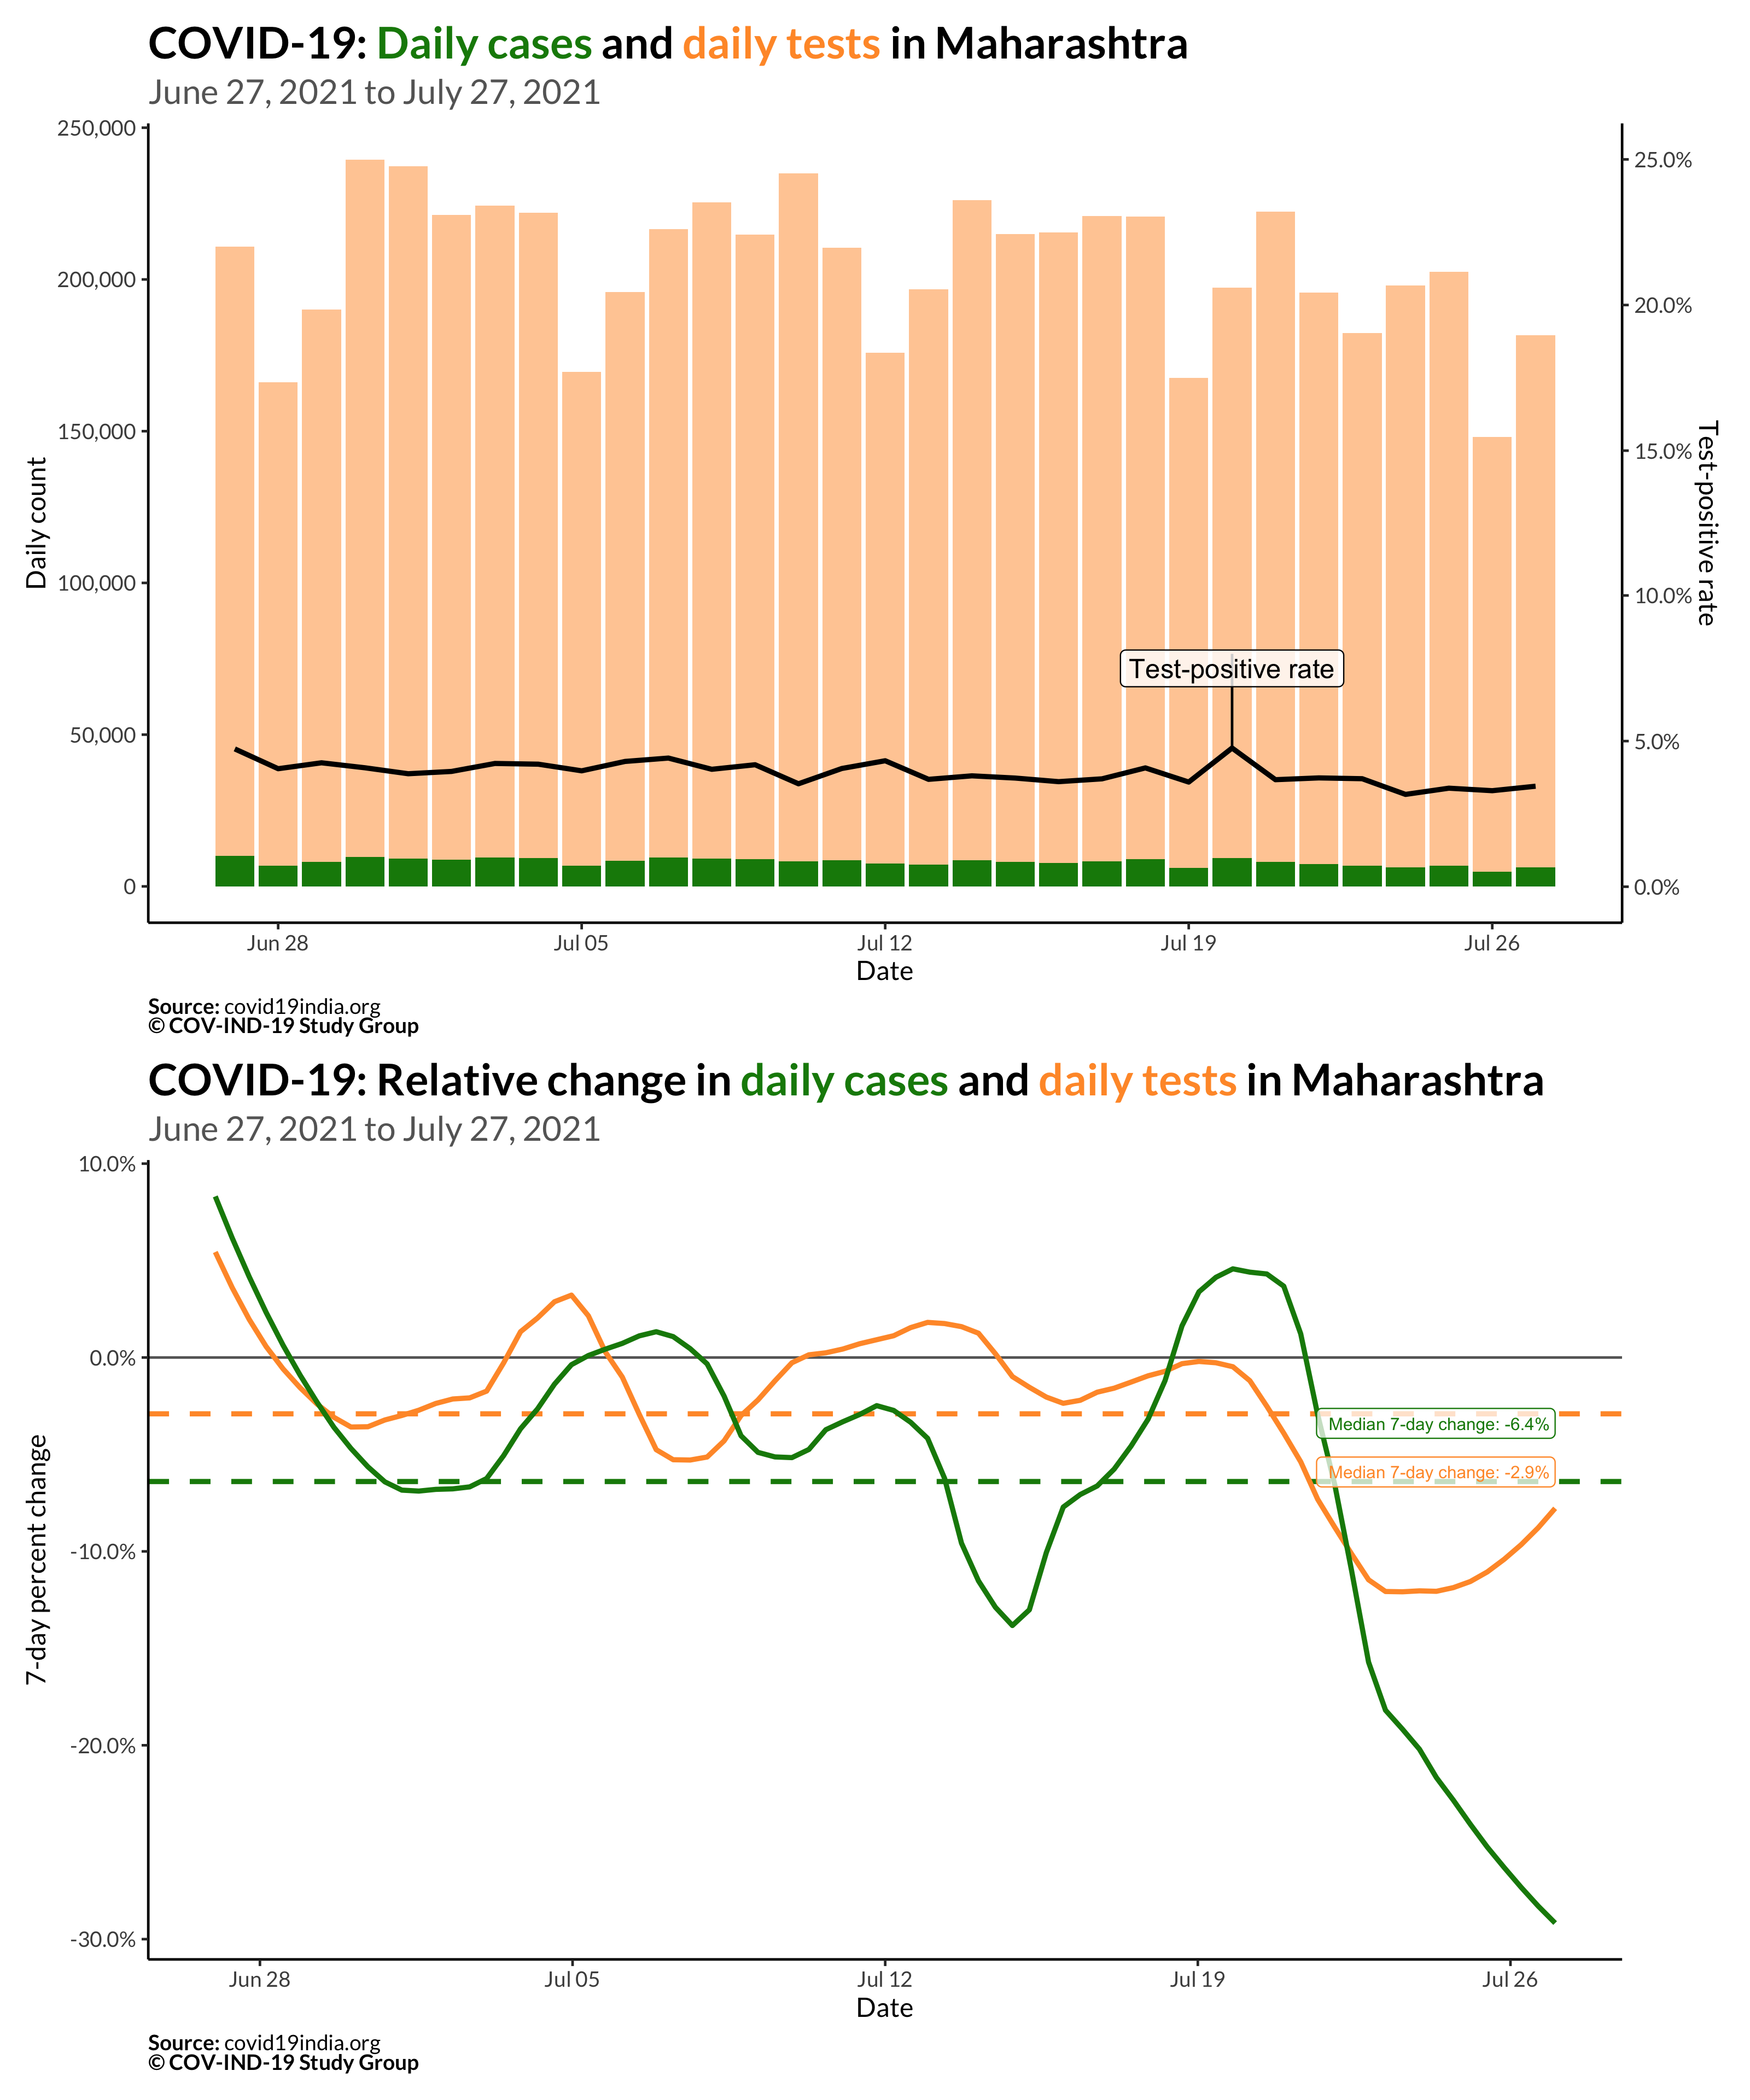 COVID-19: Daily cases and daily tests in Maharashtra
June 27, 2021 to July 27, 2021
250,000
200,000
150,000
100,000
50,000
0
Daily count
25.0%
20.0%
15.0%
10.0%
5.0%
0.0%
Test-positive rate
Test-positive rate
Jun 28
Jul 05
Jul 12
Jul 19
Jul 26
Date
Source: covid19india.org
© COV-IND-19 Study Group
COVID-19: Relative change in daily cases and daily tests in Maharashtra
June 27, 2021 to July 27, 2021
10.0%
0.0%
-10.0%
-20.0%
-30.0%
7-day percent change
Median 7-day change: -6.4%
Median 7-day change: -2.9%
Jun 28
Jul 05
Jul 12
Jul 19
Jul 26
Date
Source: covid19india.org
© COV-IND-19 Study Group